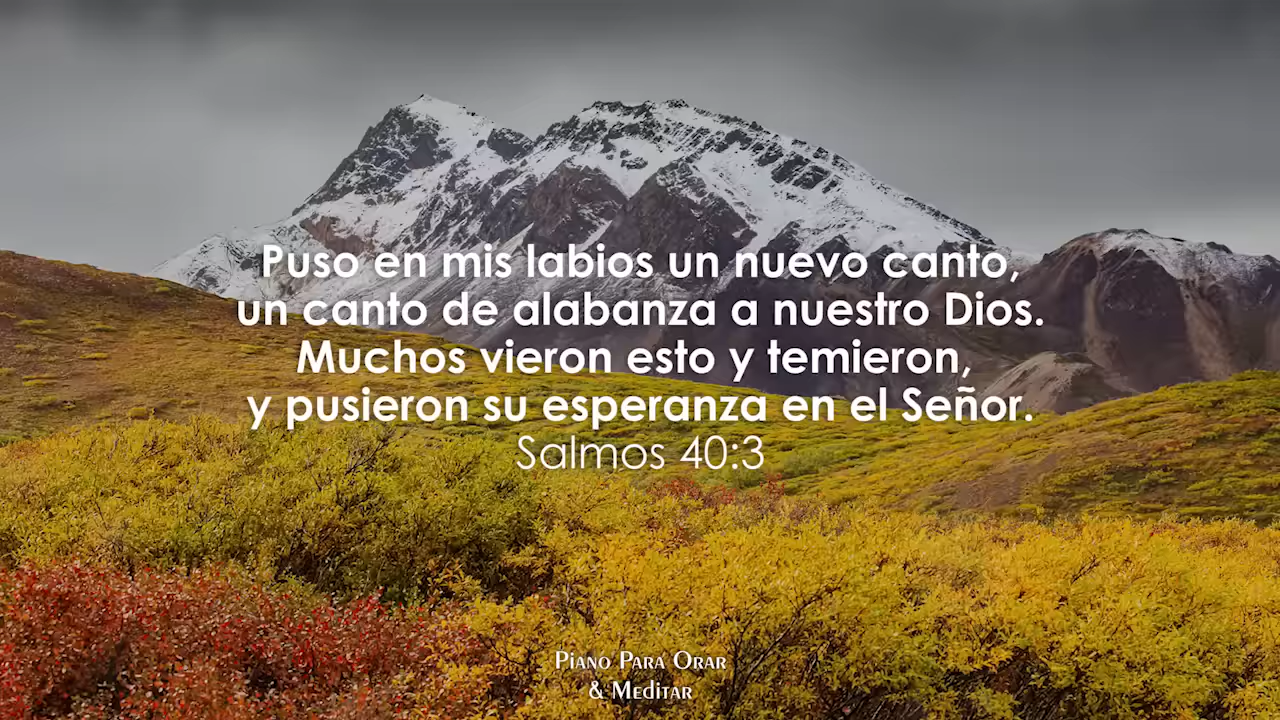 Puso en mis labios un nuevo canto,
un canto de alabanza a nuestro Dios.
Muchos vieron esto y temieron,
y pusieron su esperanza en el Señor.
Salmos 40:3
Piano Para Orar
& Meditar